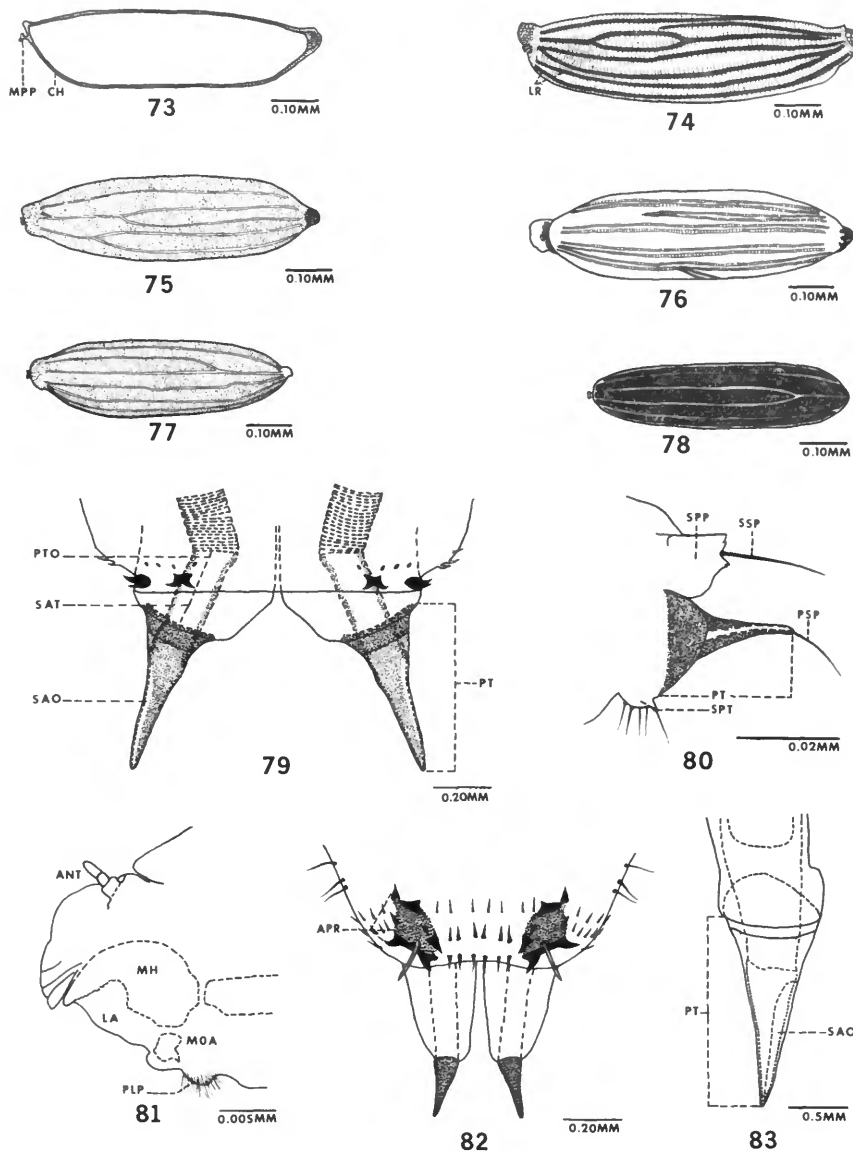 MPP CH
0.10MM
73
LR
0.10MM
74
0.10MM
75
0.10MM
76
0.10MM
77
0.10MM
78
PTO
SAT
SAO
PT
79
0.20MM
SPP
SSP
PSP
PT
SPT
0.02MM
80
ANT
MH
LA
MOA
PLP
0.005MM
81
APR
0.20MM
82
PT
SAO
0.5MM
83